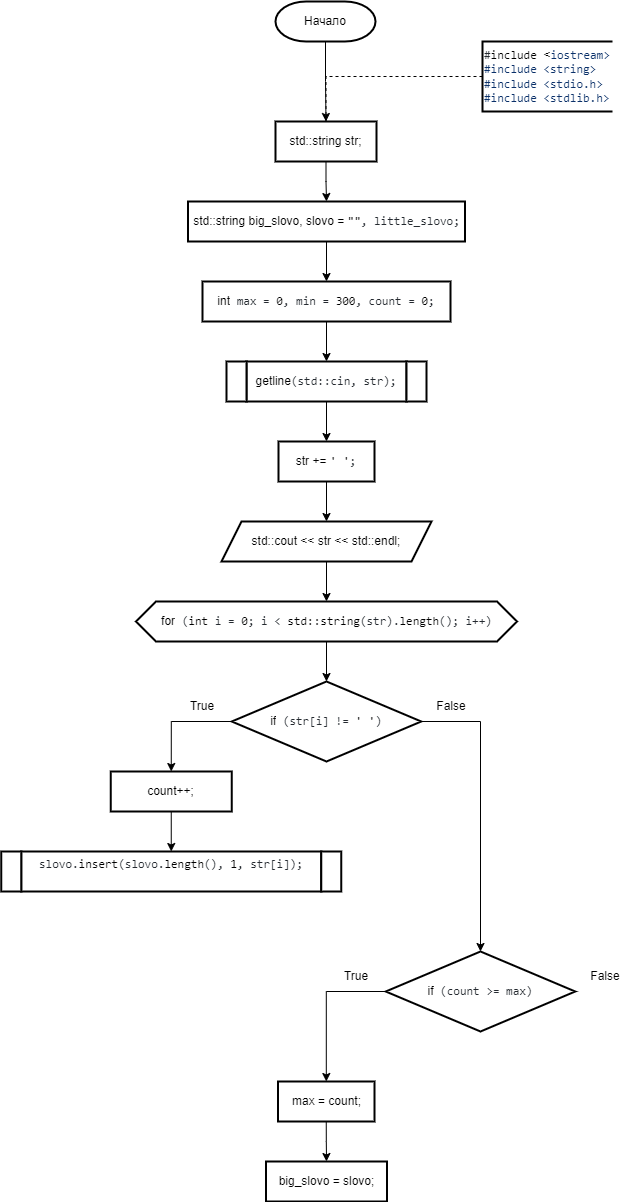 Начало
#include <iostream>
#include <string>
#include <stdio.h>
#include <stdlib.h>
std::string str;
std::string big_slovo, slovo = "", little_slovo;
int max = 0, min = 300, count = 0;
getline(std::cin, str);
str += ' ';
std::cout << str << std::endl;
for (int i = 0; i < std::string(str).length(); i++)
True
False
if (str[i] != ' ')
count++;
slovo.insert(slovo.length(), 1, str[i]);
True
False
if (count >= max)
max = count;
big_slovo = slovo;